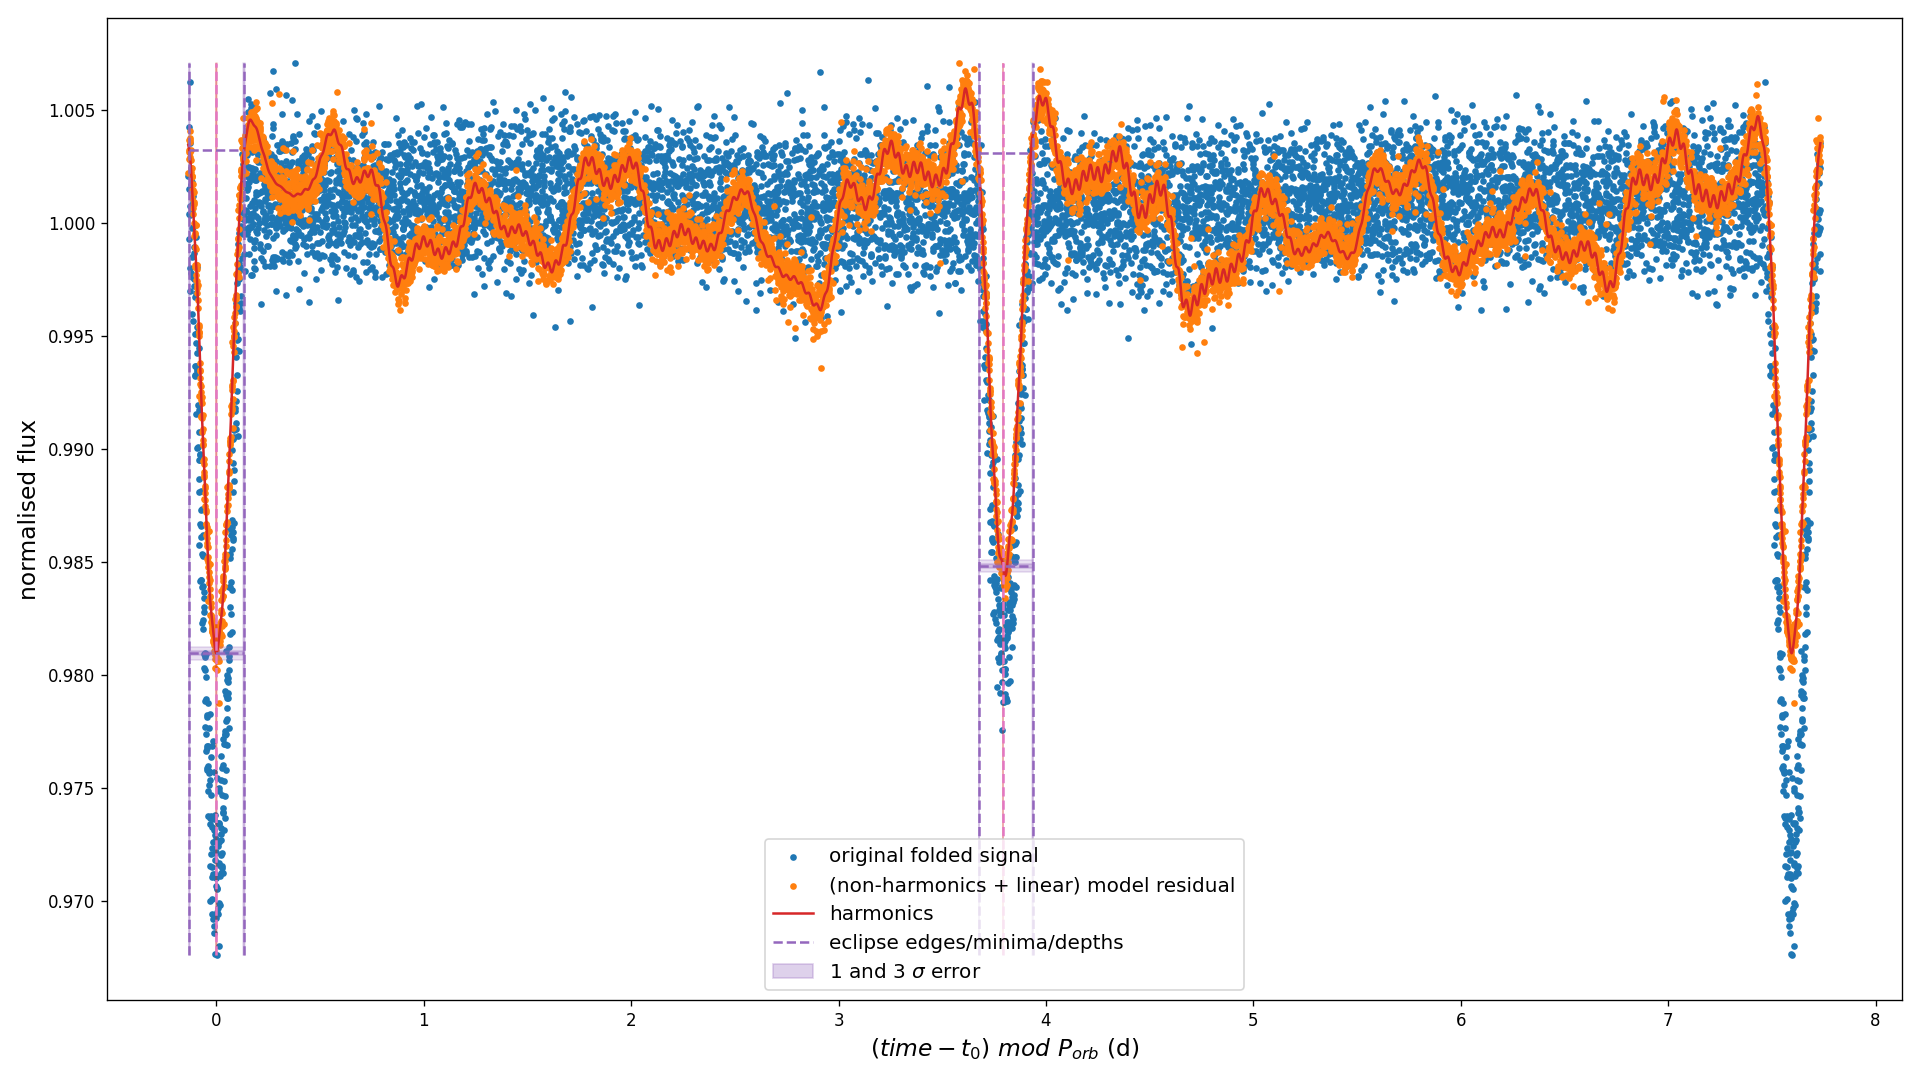 normalised flux
1.005
1.000
0.995
0.990
0.985
0.980
0.975
0.970
original folded signal
(non-harmonics + linear) model residual
harmonics
eclipse edges/minima/depths
1 and 3 σ error
0 1 2 3 4 5 6 7 8
(time − t₀) mod Pₒᵣb (d)